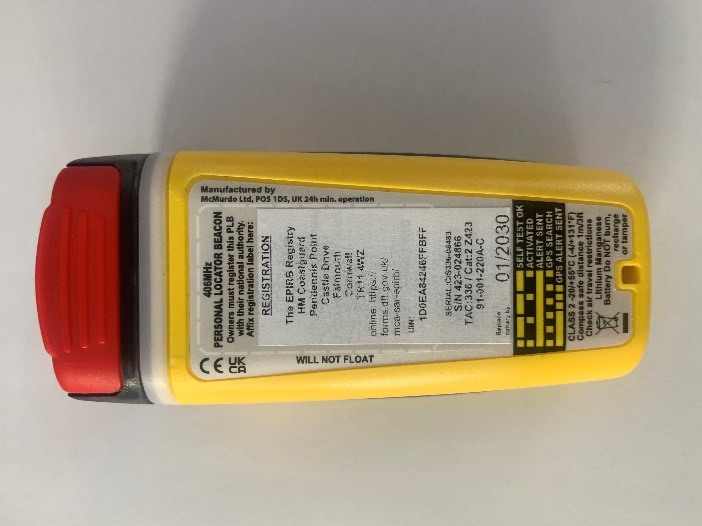 Manufactured by
McMurdo Ltd, PO5 1DS, UK 24h min. operation
406MHz
PERSONAL LOCATOR BEACON
Owners must register this PLB
with their national authority.
Affix registration label here:
REGISTRATION
The EPIRB Registry
HM Coastguard
Pendennis Point
Castle Drive
Falmouth
Cornwall
TR11 4WZ
online: https://
forms.dft.gov.uk/
mca-sar-epirb/
UIN:
S/N 423-024866
TAC:336 / Cat:2 Z423
91-001-220A-C
Replace
battery by
01/2030
SELF TEST OK
ACTIVATED
ALERT SENT
GPS SEARCH
GPS ALERT SENT
CLASS 2 -20/+55°C (-4/+131°F)
Compass safe distance 1m/3ft
Check air travel restrictions
Lithium Manganese
Battery Do NOT burn,
recharge
or tamper
CE UKCA
WILL NOT FLOAT